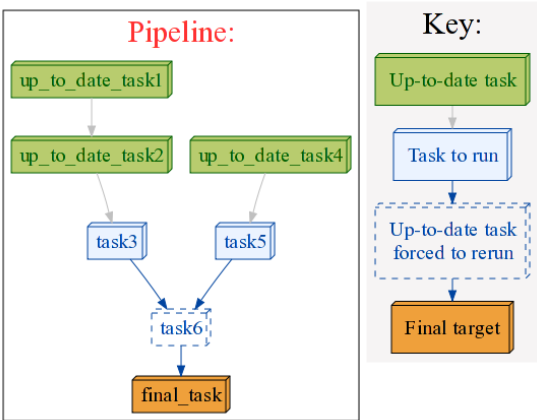 Pipeline:
up_to_date_task1
up_to_date_task2
up_to_date_task4
task3
task5
task6
final_task
Key:
Up-to-date task
Task to run
Up-to-date task
forced to rerun
Final target